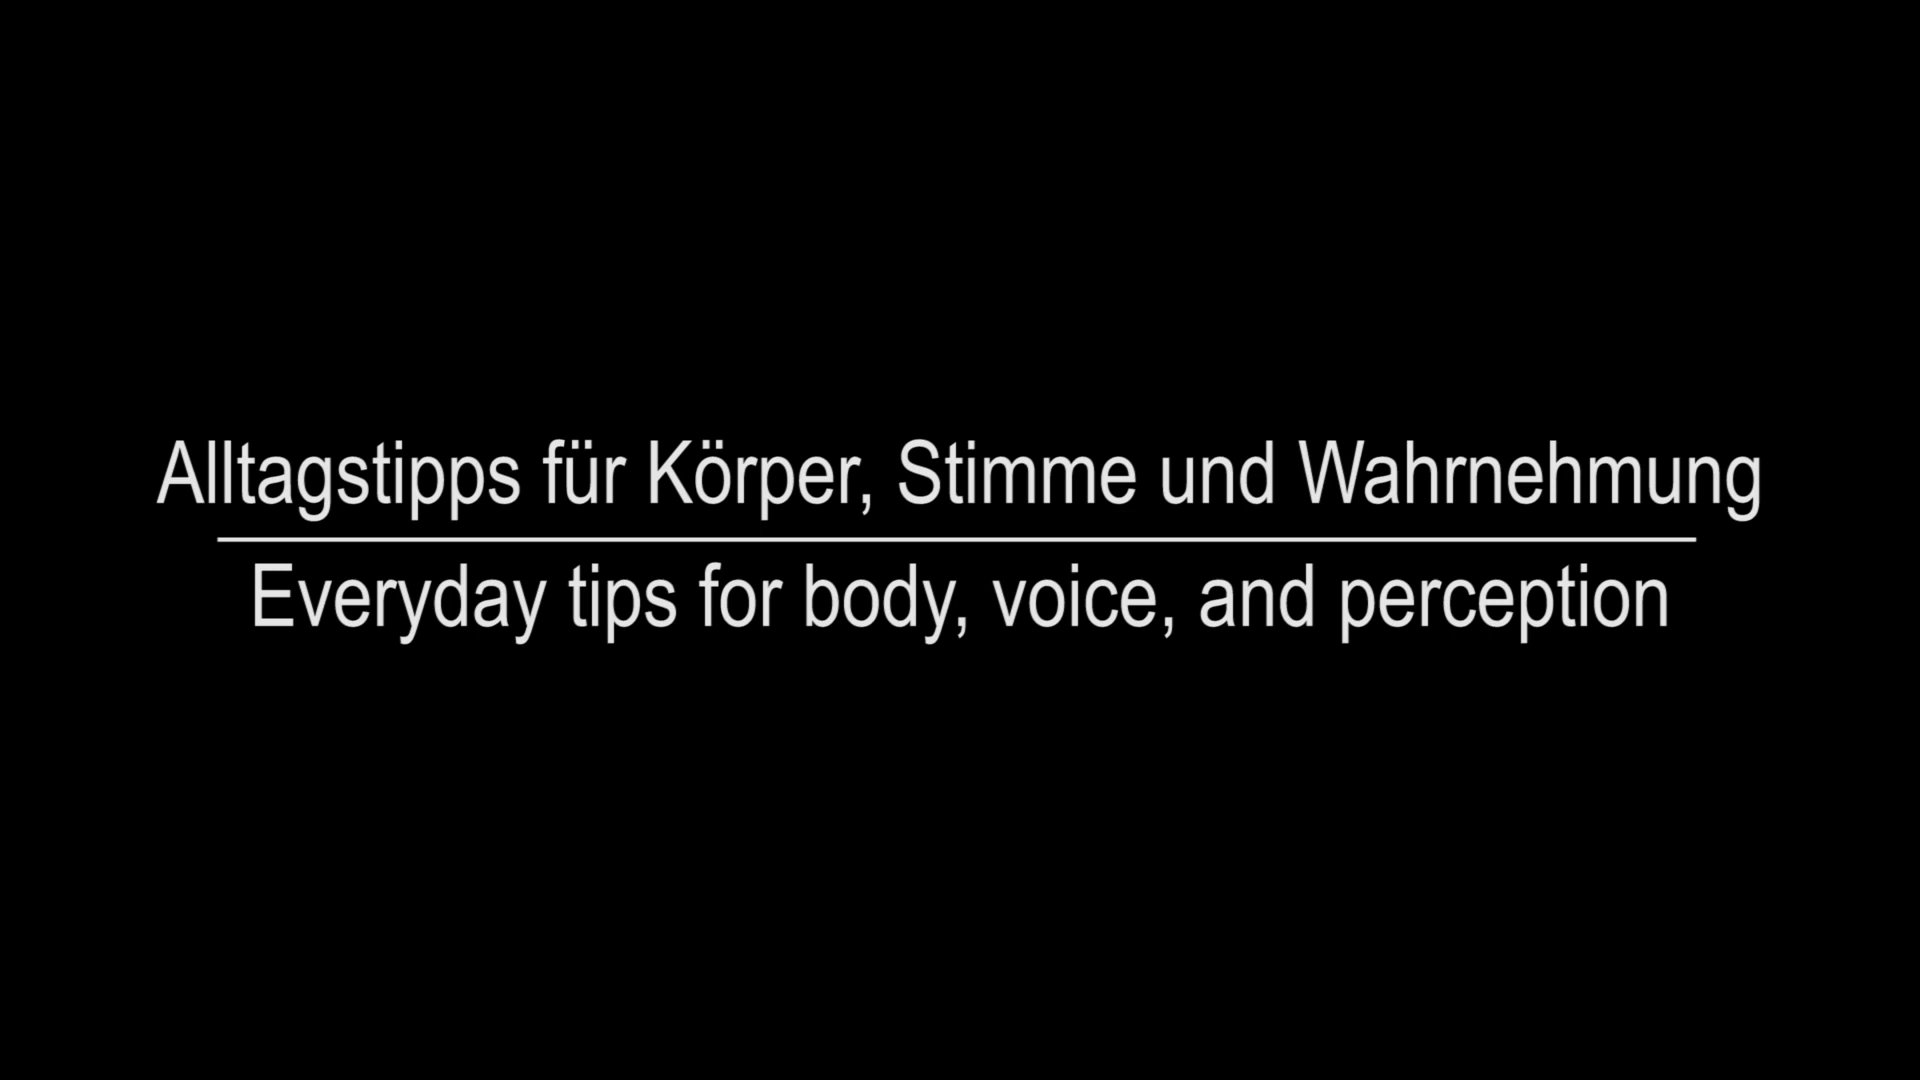 Alltagstipps für Körper, Stimme und Wahrnehmung
Everyday tips for body, voice, and perception